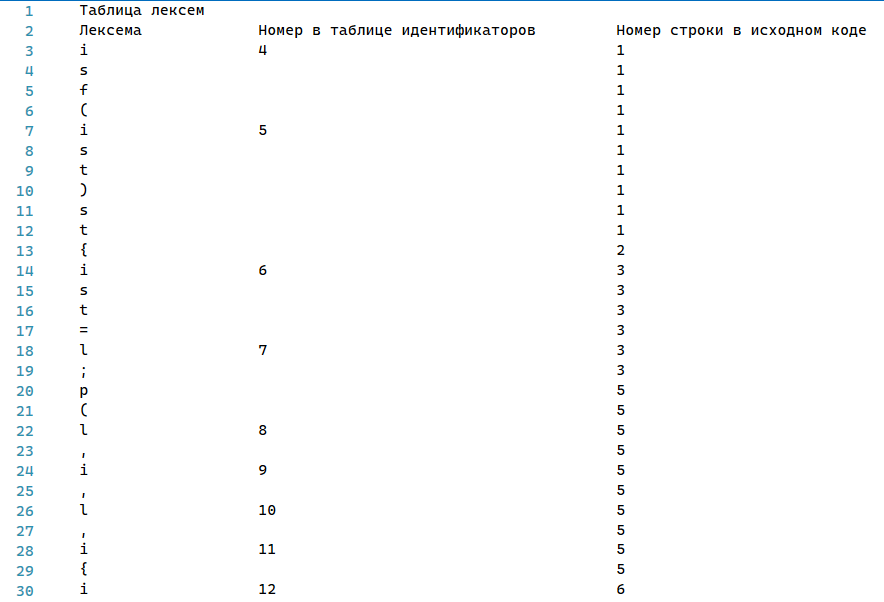 1 Таблица лексем
2 Лексема Номер в таблице идентификаторов Номер строки в исходном коде
3 i 4 1
4 s 1
5 f 1
6 ( 1
7 i 5 1
8 s 1
9 t 1
10 ) 1
11 s 1
12 t 1
13 { 2
14 i 6 3
15 s 3
16 t 3
17 = 3
18 l 7 3
19 ; 3
20 p 5
21 ( 5
22 l 8 5
23 , 5
24 i 9 5
25 , 5
26 l 10 5
27 , 5
28 i 11 5
29 { 5
30 i 12 6